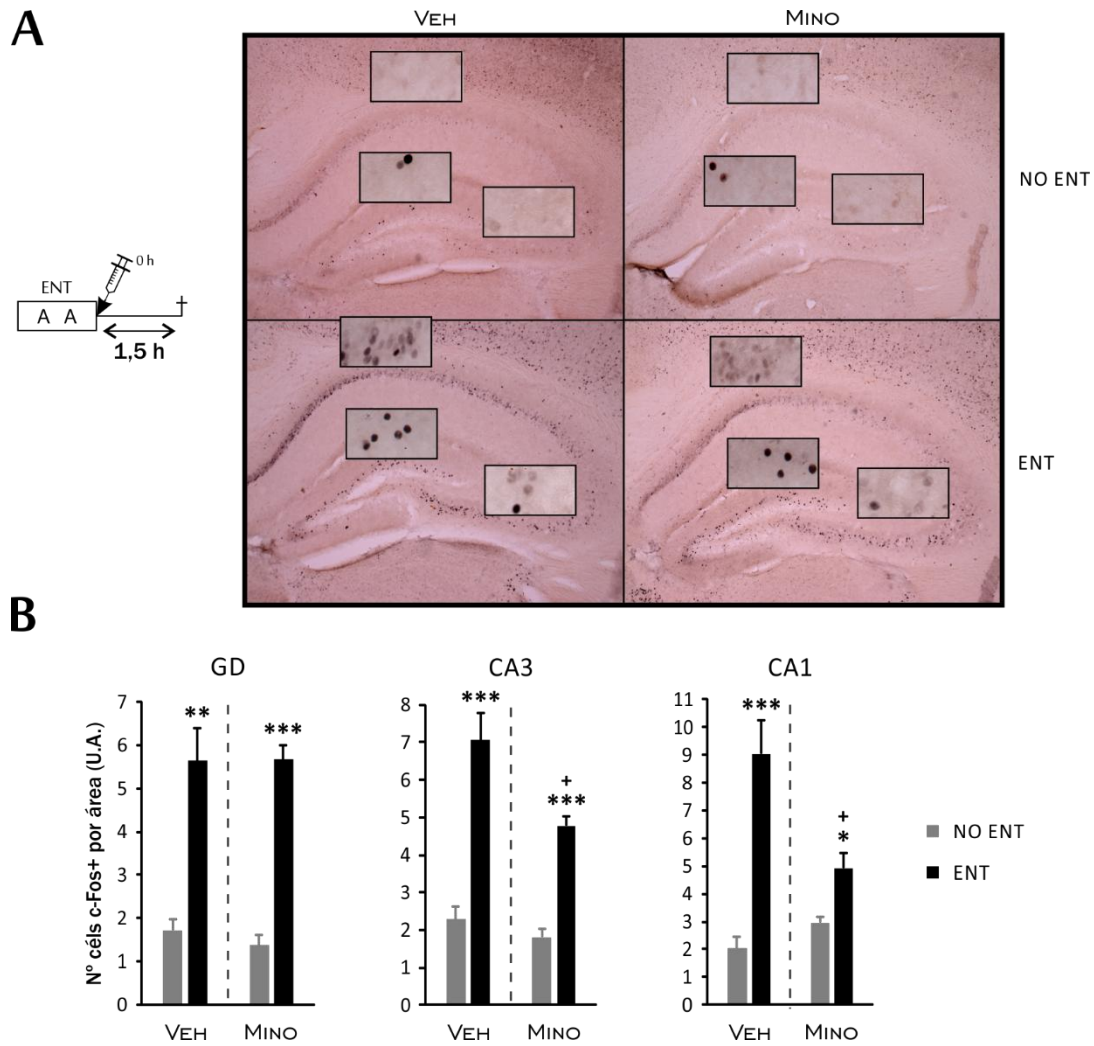 A
VEH MINO
NO ENT
0 h
ENT
A A
1,5 h
ENT
B
GD CA3 CA1
Nº céls c-Fos+ por área (U.A.)
7
6
5
4
3
2
1
0
** ***
VEH MINO
8
7
6
5
4
3
2
1
0
***
+
***
VEH MINO
11
10
9
8
7
6
5
4
3
2
1
0
***
+
*
VEH MINO
NO ENT
ENT